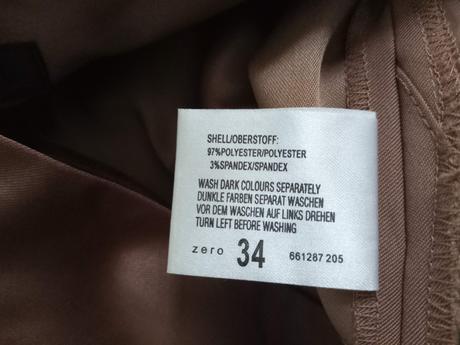 SHELL/OBERSTOFF:
97%POLYESTER/POLYESTER
3%SPANDEX/SPANDEX
WASH DARK COLOURS SEPARATELY
DUNKLE FARBEN SEPARAT WASCHEN
VOR DEM WASCHEN AUF LINKS DREHEN
TURN LEFT BEFORE WASHING
zero 34 661287 205